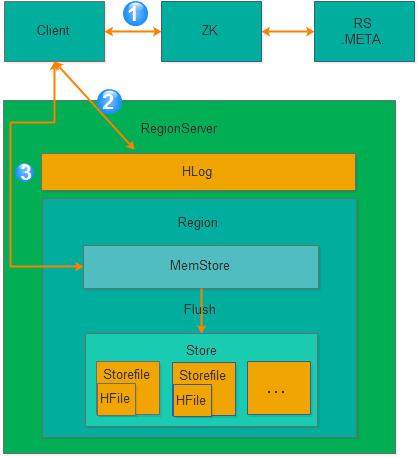 Client
1
ZK
RS
.META.
2
RegionServer
3
HLog
Region
MemStore
Flush
Store
Storefile
HFile
Storefile
HFile
...